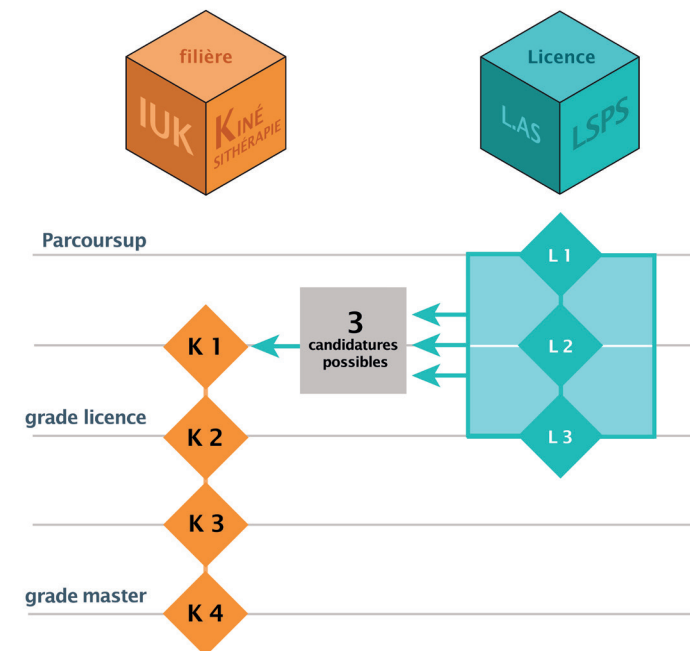 filière
IUK
KINÉ
SITHÉRAPIE
Licence
L.AS
LSPS
Parcoursup
L 1
3
candidatures
possibles
K 1
L 2
grade licence
K 2
L 3
K 3
grade master
K 4